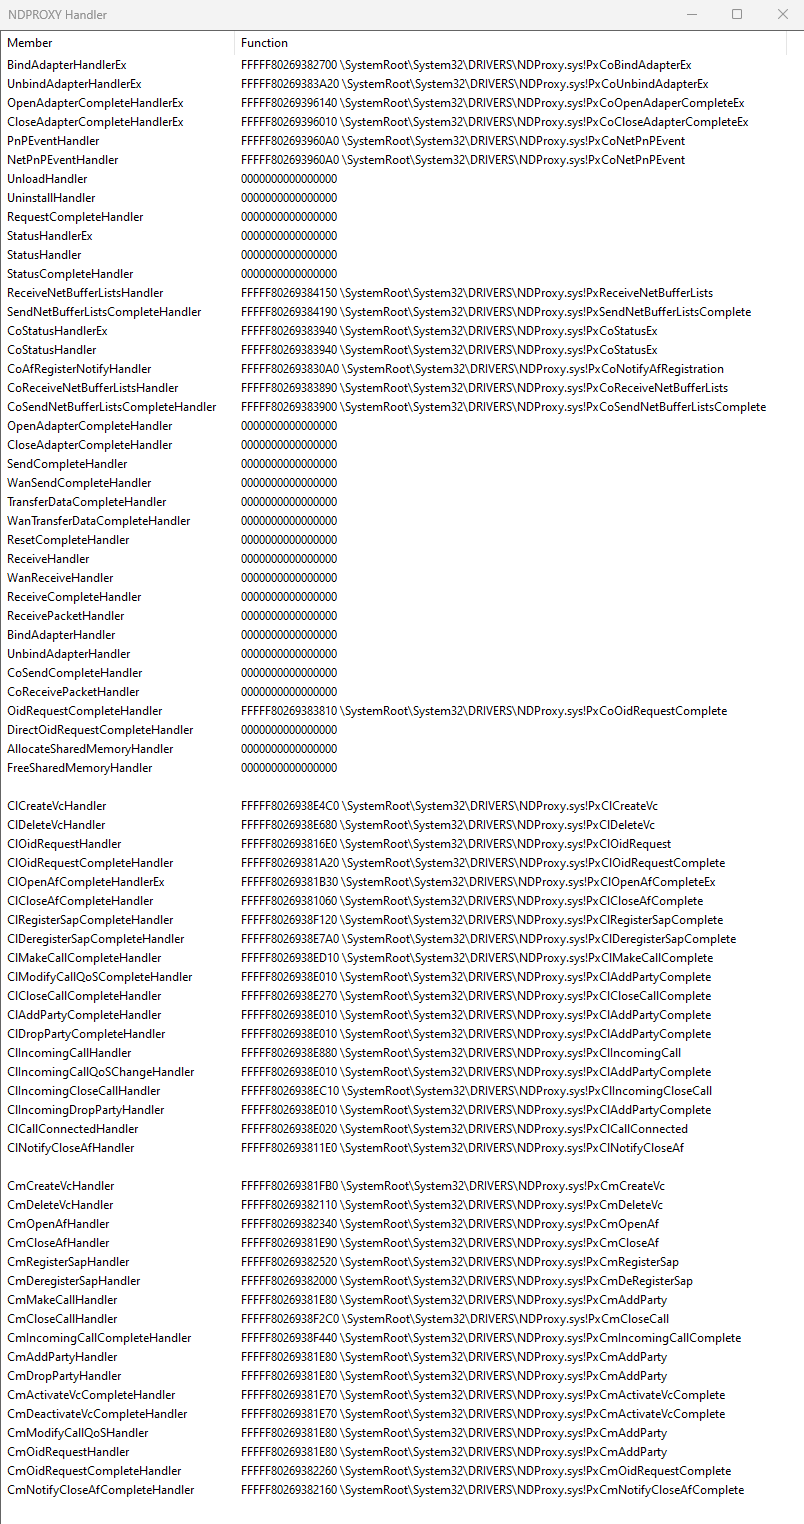 NDPROXY Handler
Member Function
BindAdapterHandlerEx FFFFF80269382700 \SystemRoot\System32\DRIVERS\NDProxy.sys!PxCoBindAdapterEx
UnbindAdapterHandlerEx FFFFF80269383A20 \SystemRoot\System32\DRIVERS\NDProxy.sys!PxCoUnbindAdapterEx
OpenAdapterCompleteHandlerEx FFFFF80269396140 \SystemRoot\System32\DRIVERS\NDProxy.sys!PxCoOpenAdaperCompleteEx
CloseAdapterCompleteHandlerEx FFFFF80269396010 \SystemRoot\System32\DRIVERS\NDProxy.sys!PxCoCloseAdapterCompleteEx
PnPEventHandler FFFFF802693960A0 \SystemRoot\System32\DRIVERS\NDProxy.sys!PxCoNetPnPEvent
NetPnPEventHandler FFFFF802693960A0 \SystemRoot\System32\DRIVERS\NDProxy.sys!PxCoNetPnPEvent
UnloadHandler 0000000000000000
UninstallHandler 0000000000000000
RequestCompleteHandler 0000000000000000
StatusHandlerEx 0000000000000000
StatusHandler 0000000000000000
StatusCompleteHandler 0000000000000000
ReceiveNetBufferListsHandler FFFFF80269384150 \SystemRoot\System32\DRIVERS\NDProxy.sys!PxReceiveNetBufferLists
SendNetBufferListsCompleteHandler FFFFF80269384190 \SystemRoot\System32\DRIVERS\NDProxy.sys!PxSendNetBufferListsComplete
CoStatusHandlerEx FFFFF80269383940 \SystemRoot\System32\DRIVERS\NDProxy.sys!PxCoStatusEx
CoStatusHandler FFFFF80269383940 \SystemRoot\System32\DRIVERS\NDProxy.sys!PxCoStatusEx
CoAfRegisterNotifyHandler FFFFF802693830A0 \SystemRoot\System32\DRIVERS\NDProxy.sys!PxCoNotifyAfRegistration
CoReceiveNetBufferListsHandler FFFFF80269383890 \SystemRoot\System32\DRIVERS\NDProxy.sys!PxCoReceiveNetBufferLists
CoSendNetBufferListsCompleteHandler FFFFF80269383900 \SystemRoot\System32\DRIVERS\NDProxy.sys!PxCoSendNetBufferListsComplete
OpenAdapterCompleteHandler 0000000000000000
CloseAdapterCompleteHandler 0000000000000000
SendCompleteHandler 0000000000000000
WanSendCompleteHandler 0000000000000000
TransferDataCompleteHandler 0000000000000000
WanTransferDataCompleteHandler 0000000000000000
ResetCompleteHandler 0000000000000000
ReceiveHandler 0000000000000000
WanReceiveHandler 0000000000000000
ReceiveCompleteHandler 0000000000000000
ReceivePacketHandler 0000000000000000
BindAdapterHandler 0000000000000000
UnbindAdapterHandler 0000000000000000
CoSendCompleteHandler 0000000000000000
CoReceivePacketHandler 0000000000000000
OidRequestCompleteHandler FFFFF80269383810 \SystemRoot\System32\DRIVERS\NDProxy.sys!PxCoOidRequestComplete
DirectOidRequestCompleteHandler 0000000000000000
AllocateSharedMemoryHandler 0000000000000000
FreeSharedMemoryHandler 0000000000000000
ClCreateVcHandler FFFFF8026938E4C0 \SystemRoot\System32\DRIVERS\NDProxy.sys!PxClCreateVc
ClDeleteVcHandler FFFFF8026938E680 \SystemRoot\System32\DRIVERS\NDProxy.sys!PxClDeleteVc
ClOidRequestHandler FFFFF802693816E0 \SystemRoot\System32\DRIVERS\NDProxy.sys!PxClOidRequest
ClOidRequestCompleteHandler FFFFF80269381A20 \SystemRoot\System32\DRIVERS\NDProxy.sys!PxClOidRequestComplete
ClOpenAfCompleteHandlerEx FFFFF80269381B30 \SystemRoot\System32\DRIVERS\NDProxy.sys!PxClOpenAfCompleteEx
ClCloseAfCompleteHandler FFFFF80269381060 \SystemRoot\System32\DRIVERS\NDProxy.sys!PxClCloseAfComplete
ClRegisterSapCompleteHandler FFFFF8026938F120 \SystemRoot\System32\DRIVERS\NDProxy.sys!PxClRegisterSapComplete
ClDeregisterSapCompleteHandler FFFFF8026938E7A0 \SystemRoot\System32\DRIVERS\NDProxy.sys!PxClDeregisterSapComplete
ClMakeCallCompleteHandler FFFFF8026938ED10 \SystemRoot\System32\DRIVERS\NDProxy.sys!PxClMakeCallComplete
ClModifyCallQoSCompleteHandler FFFFF8026938E010 \SystemRoot\System32\DRIVERS\NDProxy.sys!PxClAddPartyComplete
ClCloseCallCompleteHandler FFFFF8026938E270 \SystemRoot\System32\DRIVERS\NDProxy.sys!PxClCloseCallComplete
ClAddPartyCompleteHandler FFFFF8026938E010 \SystemRoot\System32\DRIVERS\NDProxy.sys!PxClAddPartyComplete
ClDropPartyCompleteHandler FFFFF8026938E010 \SystemRoot\System32\DRIVERS\NDProxy.sys!PxClAddPartyComplete
ClIncomingCallHandler FFFFF8026938E880 \SystemRoot\System32\DRIVERS\NDProxy.sys!PxClIncomingCall
ClIncomingCallQoSChangeHandler FFFFF8026938E010 \SystemRoot\System32\DRIVERS\NDProxy.sys!PxClAddPartyComplete
ClIncomingCloseCallHandler FFFFF8026938EC10 \SystemRoot\System32\DRIVERS\NDProxy.sys!PxClIncomingCloseCall
ClIncomingDropPartyHandler FFFFF8026938E010 \SystemRoot\System32\DRIVERS\NDProxy.sys!PxClAddPartyComplete
ClCallConnectedHandler FFFFF8026938E020 \SystemRoot\System32\DRIVERS\NDProxy.sys!PxClCallConnected
ClNotifyCloseAfHandler FFFFF802693811E0 \SystemRoot\System32\DRIVERS\NDProxy.sys!PxClNotifyCloseAf
CmCreateVcHandler FFFFF80269381FB0 \SystemRoot\System32\DRIVERS\NDProxy.sys!PxCmCreateVc
CmDeleteVcHandler FFFFF80269382110 \SystemRoot\System32\DRIVERS\NDProxy.sys!PxCmDeleteVc
CmOpenAfHandler FFFFF80269382340 \SystemRoot\System32\DRIVERS\NDProxy.sys!PxCmOpenAf
CmCloseAfHandler FFFFF80269381E90 \SystemRoot\System32\DRIVERS\NDProxy.sys!PxCmCloseAf
CmRegisterSapHandler FFFFF80269382520 \SystemRoot\System32\DRIVERS\NDProxy.sys!PxCmRegisterSap
CmDeregisterSapHandler FFFFF80269382000 \SystemRoot\System32\DRIVERS\NDProxy.sys!PxCmDeRegisterSap
CmMakeCallHandler FFFFF80269381E80 \SystemRoot\System32\DRIVERS\NDProxy.sys!PxCmAddParty
CmCloseCallHandler FFFFF8026938F2C0 \SystemRoot\System32\DRIVERS\NDProxy.sys!PxCmCloseCall
CmIncomingCallCompleteHandler FFFFF8026938F440 \SystemRoot\System32\DRIVERS\NDProxy.sys!PxCmIncomingCallComplete
CmAddPartyHandler FFFFF80269381E80 \SystemRoot\System32\DRIVERS\NDProxy.sys!PxCmAddParty
CmDropPartyHandler FFFFF80269381E80 \SystemRoot\System32\DRIVERS\NDProxy.sys!PxCmAddParty
CmActivateVcCompleteHandler FFFFF80269381E70 \SystemRoot\System32\DRIVERS\NDProxy.sys!PxCmActivateVcComplete
CmDeactivateVcCompleteHandler FFFFF80269381E70 \SystemRoot\System32\DRIVERS\NDProxy.sys!PxCmActivateVcComplete
CmModifyCallQoSHandler FFFFF80269381E80 \SystemRoot\System32\DRIVERS\NDProxy.sys!PxCmAddParty
CmOidRequestHandler FFFFF80269381E80 \SystemRoot\System32\DRIVERS\NDProxy.sys!PxCmAddParty
CmOidRequestCompleteHandler FFFFF80269382260 \SystemRoot\System32\DRIVERS\NDProxy.sys!PxCmOidRequestComplete
CmNotifyCloseAfCompleteHandler FFFFF80269382160 \SystemRoot\System32\DRIVERS\NDProxy.sys!PxCmNotifyCloseAfComplete